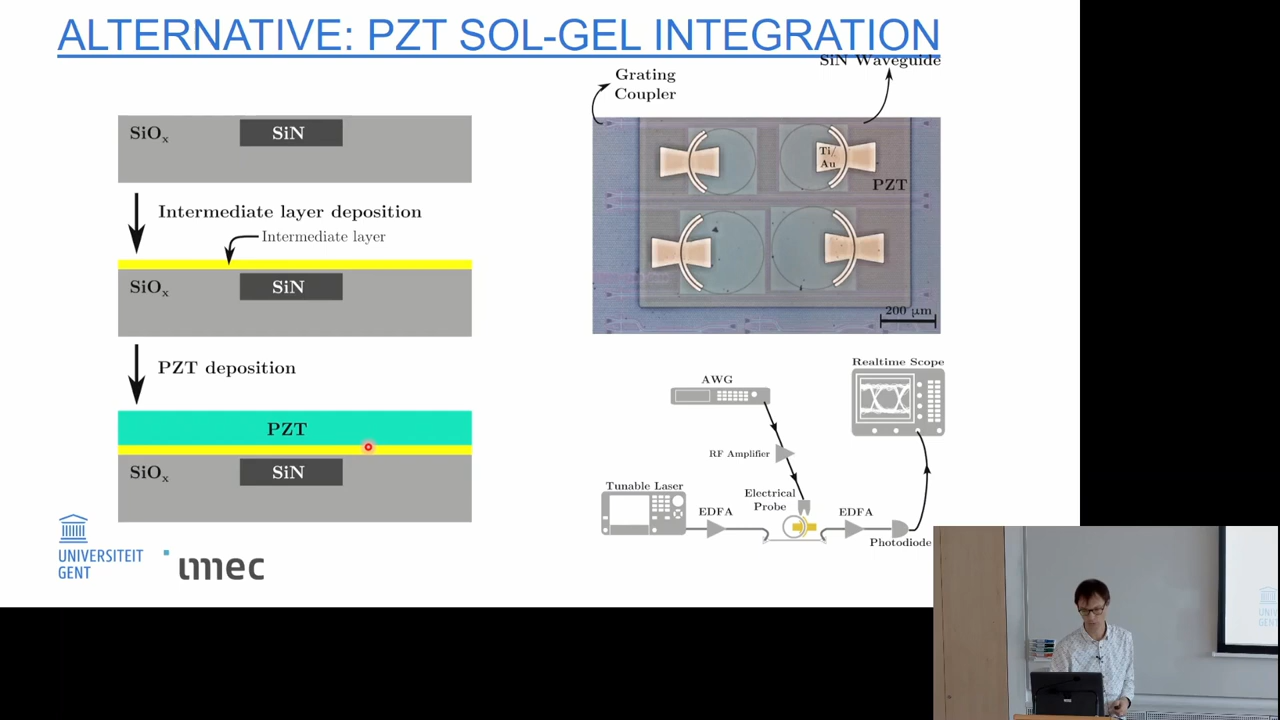 ALTERNATIVE: PZT SOL-GEL INTEGRATION
SiOx
SiN
Intermediate layer deposition
Intermediate layer
SiOx
SiN
PZT deposition
PZT
SiOx
SiN
UNIVERSITEIT
GENT
imec
Grating
Coupler
SiN Waveguide
Ti/
Au
PZT
200 μm
AWG
Realtime Scope
RF Amplifier
Tunable Laser
Electrical
Probe
EDFA
EDFA
Photodiode